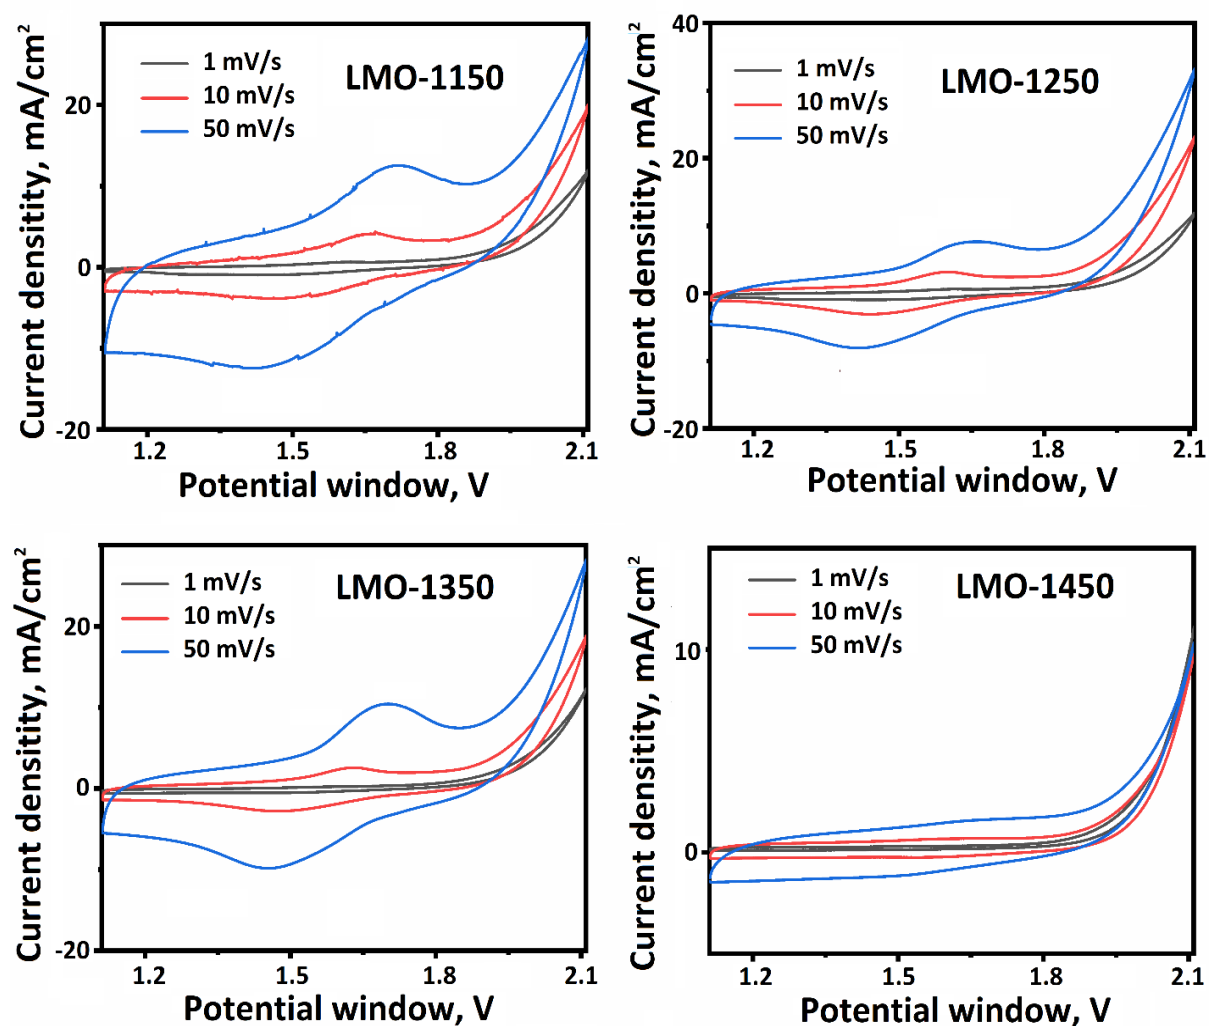 Current densitity, mA/cm²
1 mV/s
10 mV/s
50 mV/s
LMO-1150
20
0
-20
1.2 1.5 1.8 2.1
Potential window, V
Current densitity, mA/cm²
1 mV/s
10 mV/s
50 mV/s
LMO-1250
40
20
0
-20
1.2 1.5 1.8 2.1
Potential window, V
Current densitity, mA/cm²
1 mV/s
10 mV/s
50 mV/s
LMO-1350
20
0
-20
1.2 1.5 1.8 2.1
Potential window, V
Current densitity, mA/cm²
1 mV/s
10 mV/s
50 mV/s
LMO-1450
10
0
1.2 1.5 1.8 2.1
Potential window, V